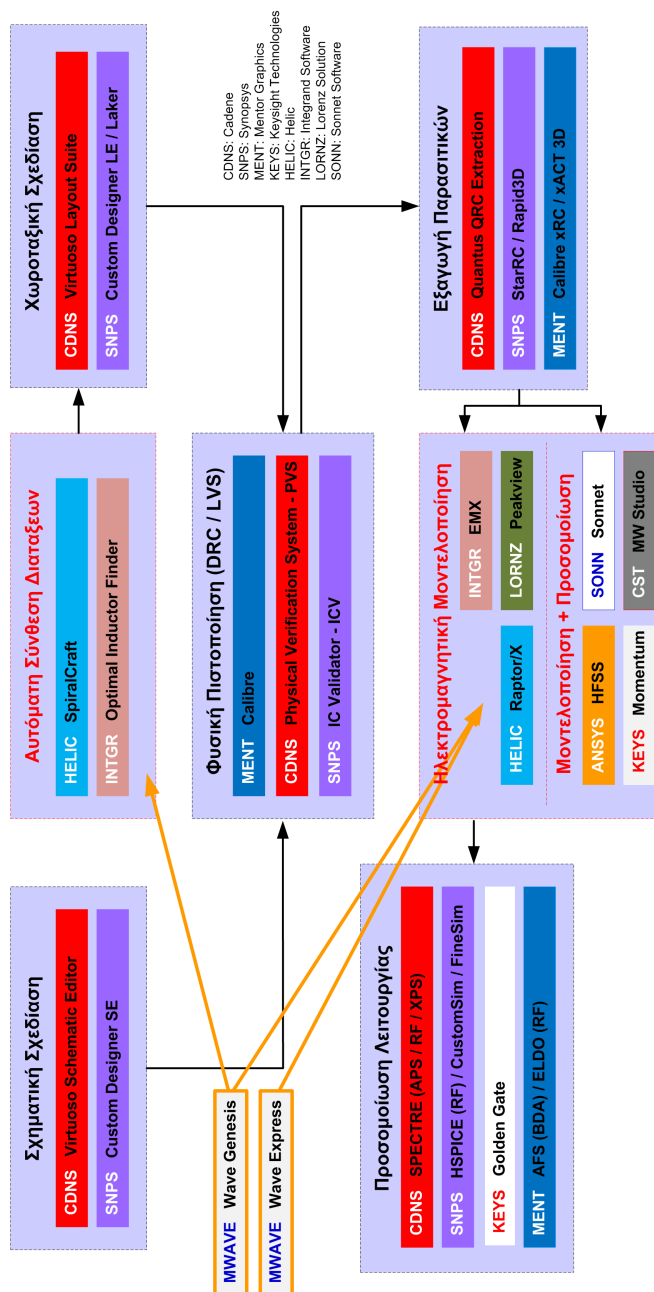 Σχηματική Σχεδίαση
CDNS Virtuoso Schematic Editor
SNPS Custom Designer SE
Αυτόματη Σύνθεση Διαταξεων
HELIC SpiralCraft
INTGR Optimal Inductor Finder
Χωροταξική Σχεδίαση
CDNS Virtuoso Layout Suite
SNPS Custom Designer LE / Laker
MWAVE Wave Genesis
MWAVE Wave Express
Φυσική Πιστοποίηση (DRC / LVS)
MENT Calibre
CDNS Physical Verification System - PVS
SNPS IC Validator - ICV
CDNS: Cadene
SNPS: Synopsys
MENT: Mentor Graphics
KEYS: Keysight Technologies
HELIC: Helic
INTGR: Integrand Software
LORNZ: Lorenz Solution
SONN: Sonnet Software
Προσομοίωση Λειτουργίας
CDNS SPECTRE (APS / RF / XPS)
SNPS HSPICE (RF) / CustomSim / FineSim
KEYS Golden Gate
MENT AFS (BDA) / ELDO (RF)
Ηλεκτρομαγνητική Μοντελοποίηση
INTGR EMX
HELIC Raptor/X
LORNZ Peakview
Μοντελοποίηση + Προσομοίωση
ANSYS HFSS
SONN Sonnet
KEYS Momentum
CST MW Studio
Εξαγωγή Παρασιτικών
CDNS Quantus QRC Extraction
SNPS StarRC / Rapid3D
MENT Calibre xRC / xACT 3D